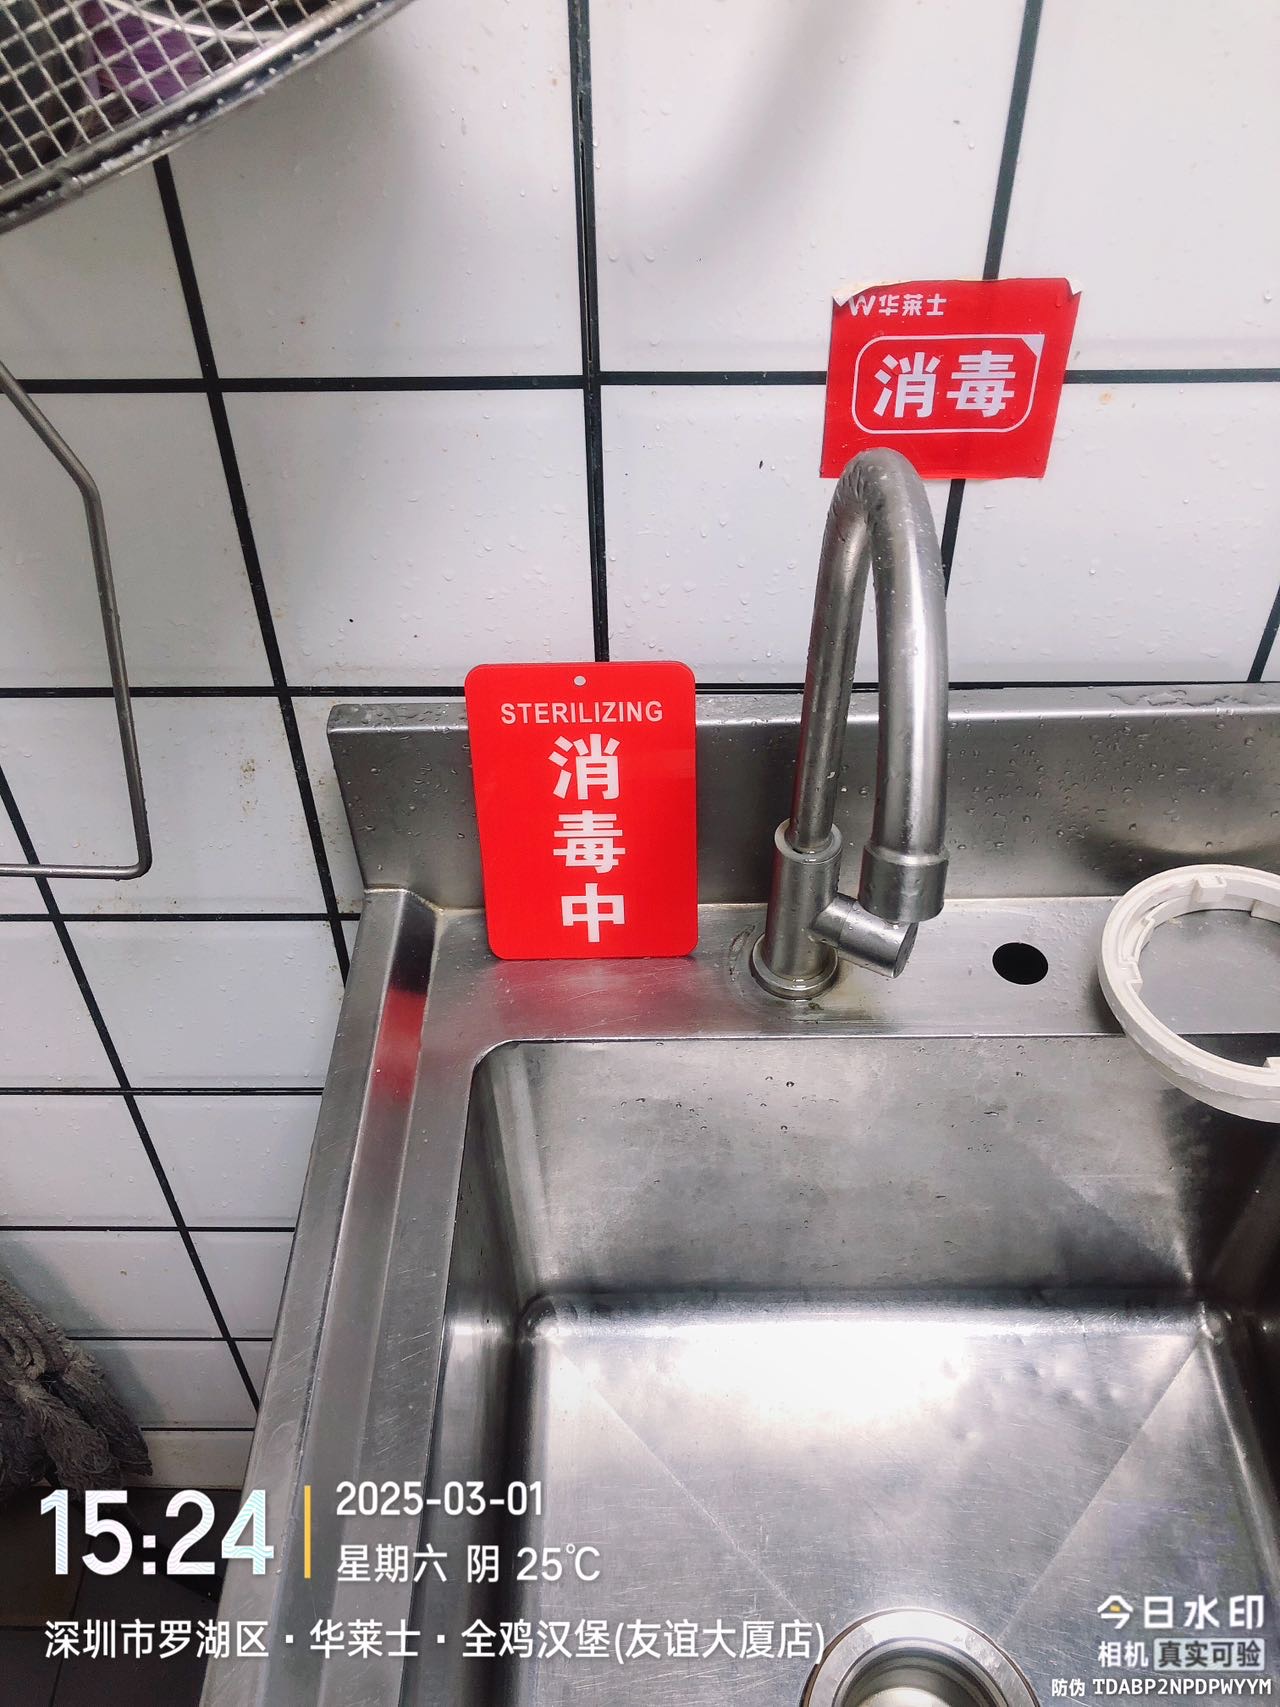 W华莱士
消毒
STERILIZING
消
毒
中
15:24
2025-03-01
星期六 阴 25℃
深圳市罗湖区·华莱士·全鸡汉堡(友谊大厦店)
今日水印
相机 真实可验
防伪 TDABP2NPDPWYYM